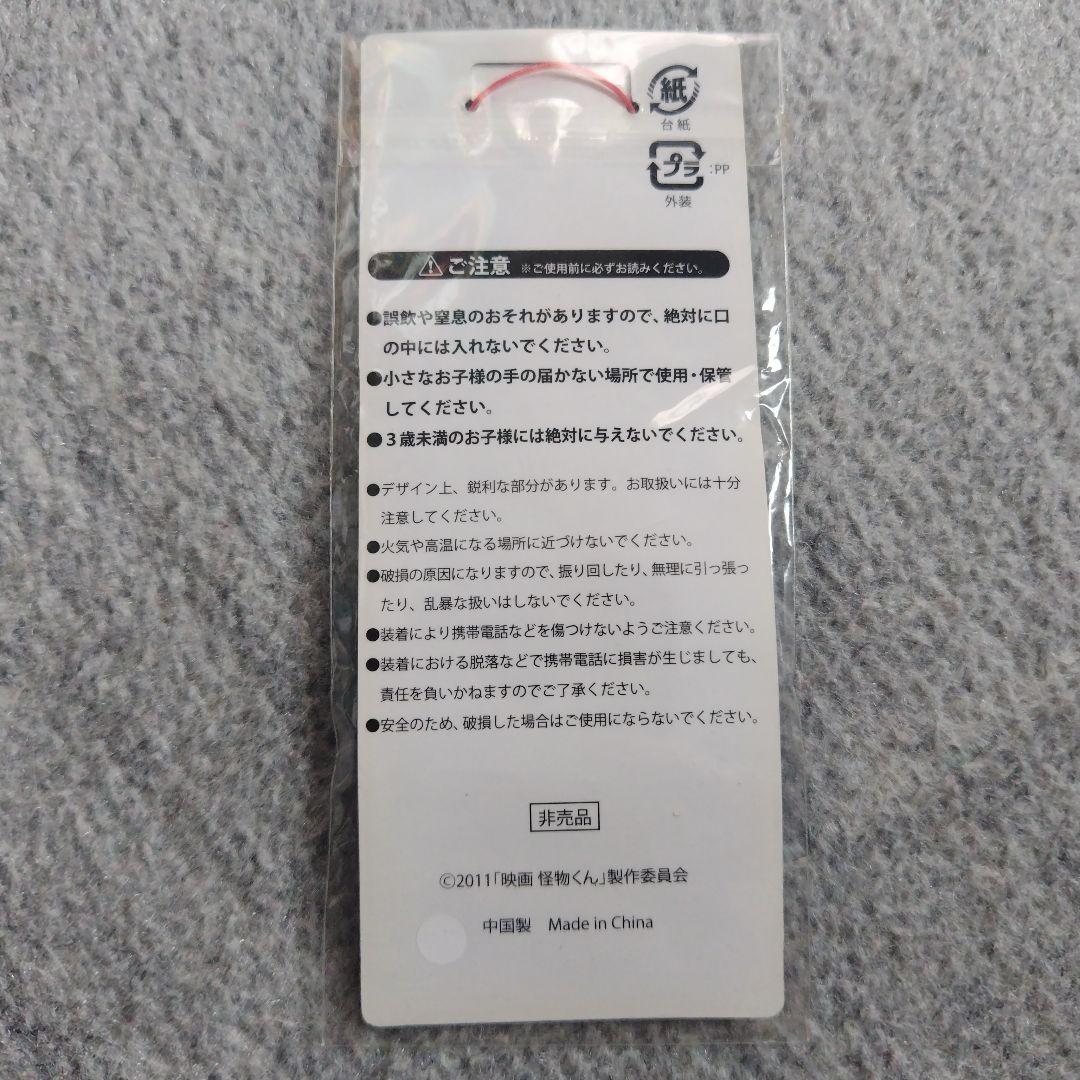 紙
台紙
プラ :PP
外装
ご注意 ※ご使用前に必ずお読みください。
●誤飲や窒息のおそれがありますので、絶対に口
の中には入れないでください。
●小さなお子様の手の届かない場所で使用・保管
してください。
●3歳未満のお子様には絶対に与えないでください。
●デザイン上、鋭利な部分があります。お取扱いには十分
注意してください。
●火気や高温になる場所に近づけないでください。
●破損の原因になりますので、振り回したり、無理に引っ張っ
たり、乱暴な扱いはしないでください。
●装着により携帯電話などを傷つけないようご注意ください。
●装着における脱落などで携帯電話に損害が生じましても、
責任を負いかねますのでご了承ください。
●安全のため、破損した場合はご使用にならないでください。
非売品
©2011「映画 怪物くん」製作委員会
中国製 Made in China